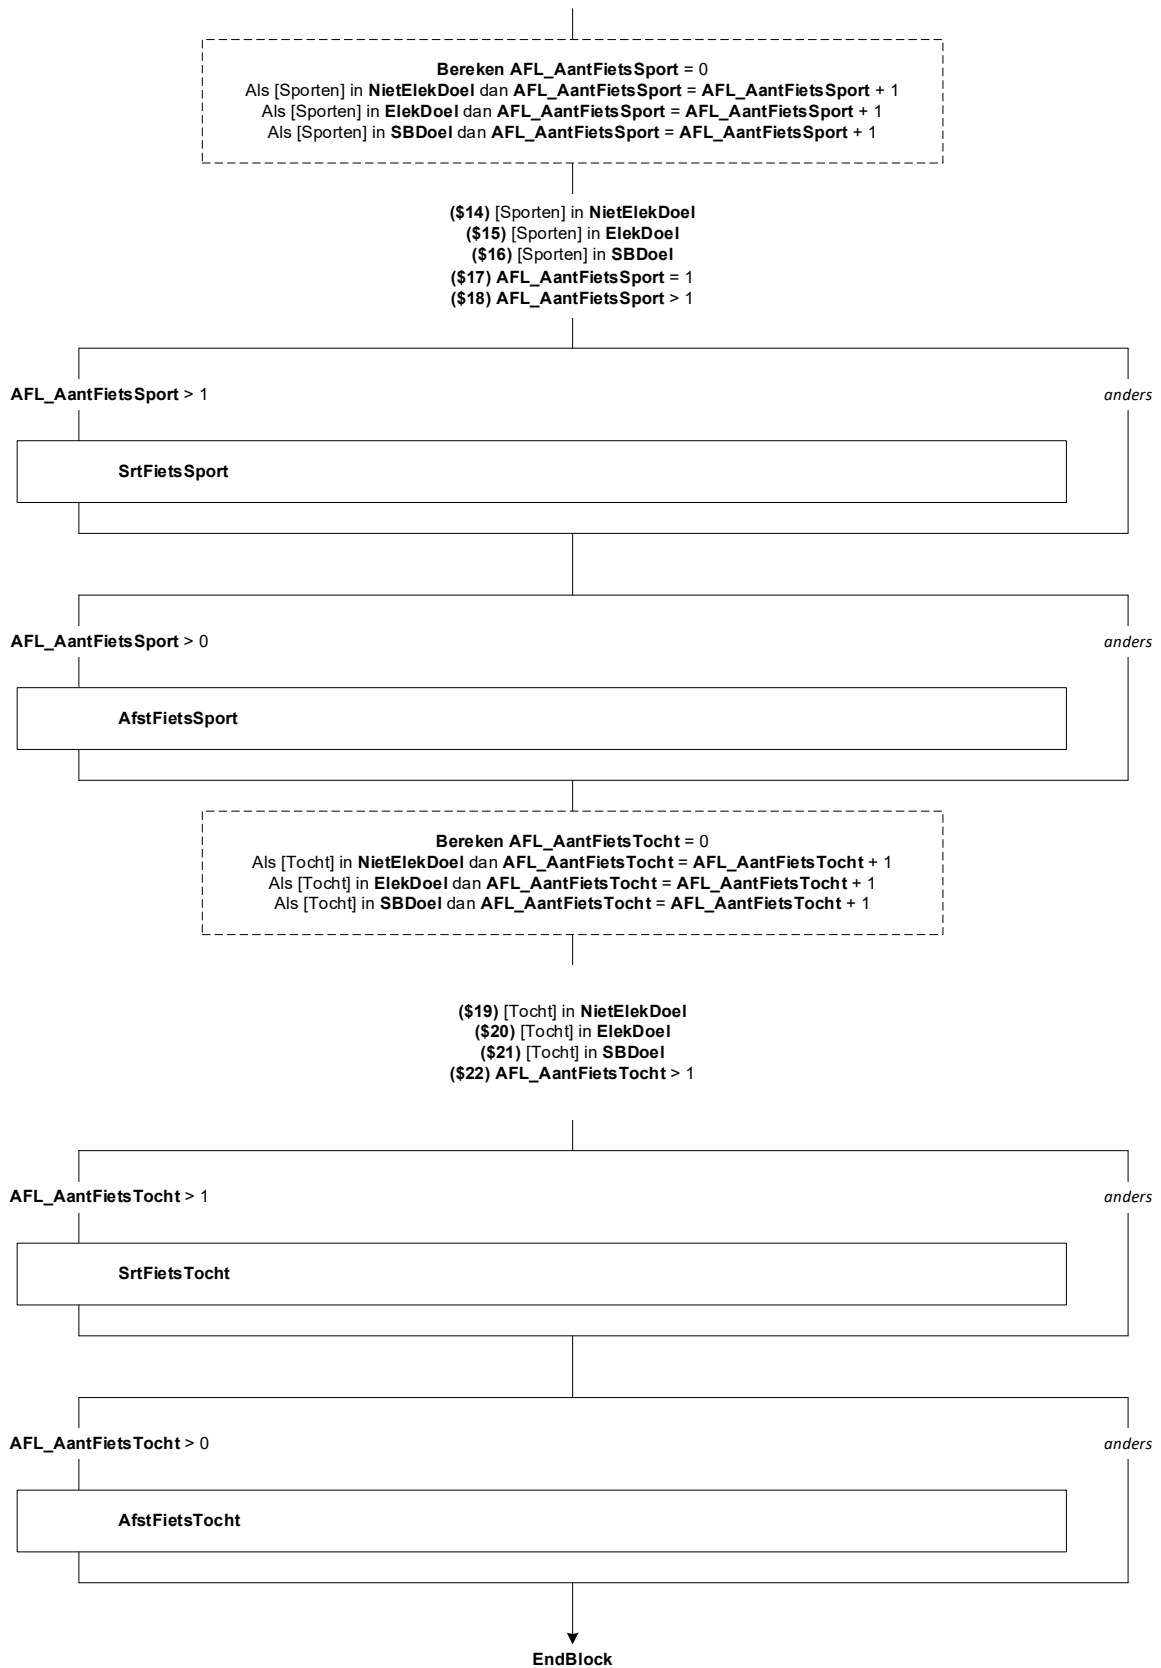 Bereken AFL_AantFietsSport = 0
Als [Sporten] in NietElekDoel dan AFL_AantFietsSport = AFL_AantFietsSport + 1
Als [Sporten] in ElekDoel dan AFL_AantFietsSport = AFL_AantFietsSport + 1
Als [Sporten] in SBDoel dan AFL_AantFietsSport = AFL_AantFietsSport + 1
($14) [Sporten] in NietElekDoel
($15) [Sporten] in ElekDoel
($16) [Sporten] in SBDoel
($17) AFL_AantFietsSport = 1
($18) AFL_AantFietsSport > 1
AFL_AantFietsSport > 1
anders
SrtFietsSport
AFL_AantFietsSport > 0
anders
AfstFietsSport
Bereken AFL_AantFietsTocht = 0
Als [Tocht] in NietElekDoel dan AFL_AantFietsTocht = AFL_AantFietsTocht + 1
Als [Tocht] in ElekDoel dan AFL_AantFietsTocht = AFL_AantFietsTocht + 1
Als [Tocht] in SBDoel dan AFL_AantFietsTocht = AFL_AantFietsTocht + 1
($19) [Tocht] in NietElekDoel
($20) [Tocht] in ElekDoel
($21) [Tocht] in SBDoel
($22) AFL_AantFietsTocht > 1
AFL_AantFietsTocht > 1
anders
SrtFietsTocht
AFL_AantFietsTocht > 0
anders
AfstFietsTocht
EndBlock